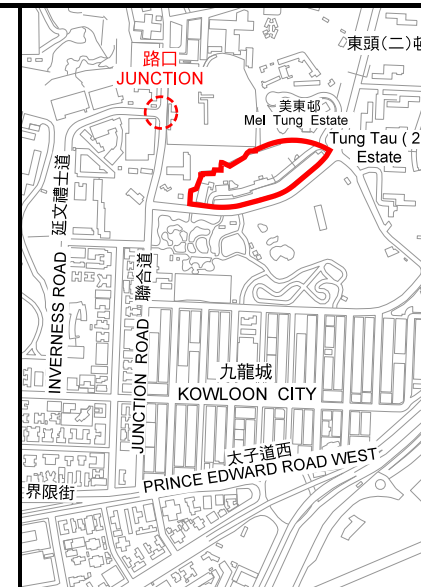 東頭(二)邨
路口
JUNCTION
美東邨
Mei Tung Estate
Tung Tau ( 2
Estate
INVERNESS ROAD 延文禮士道
JUNCTION ROAD 聯合道
九龍城
KOWLOON CITY
太子道西
PRINCE EDWARD ROAD WEST
界限街